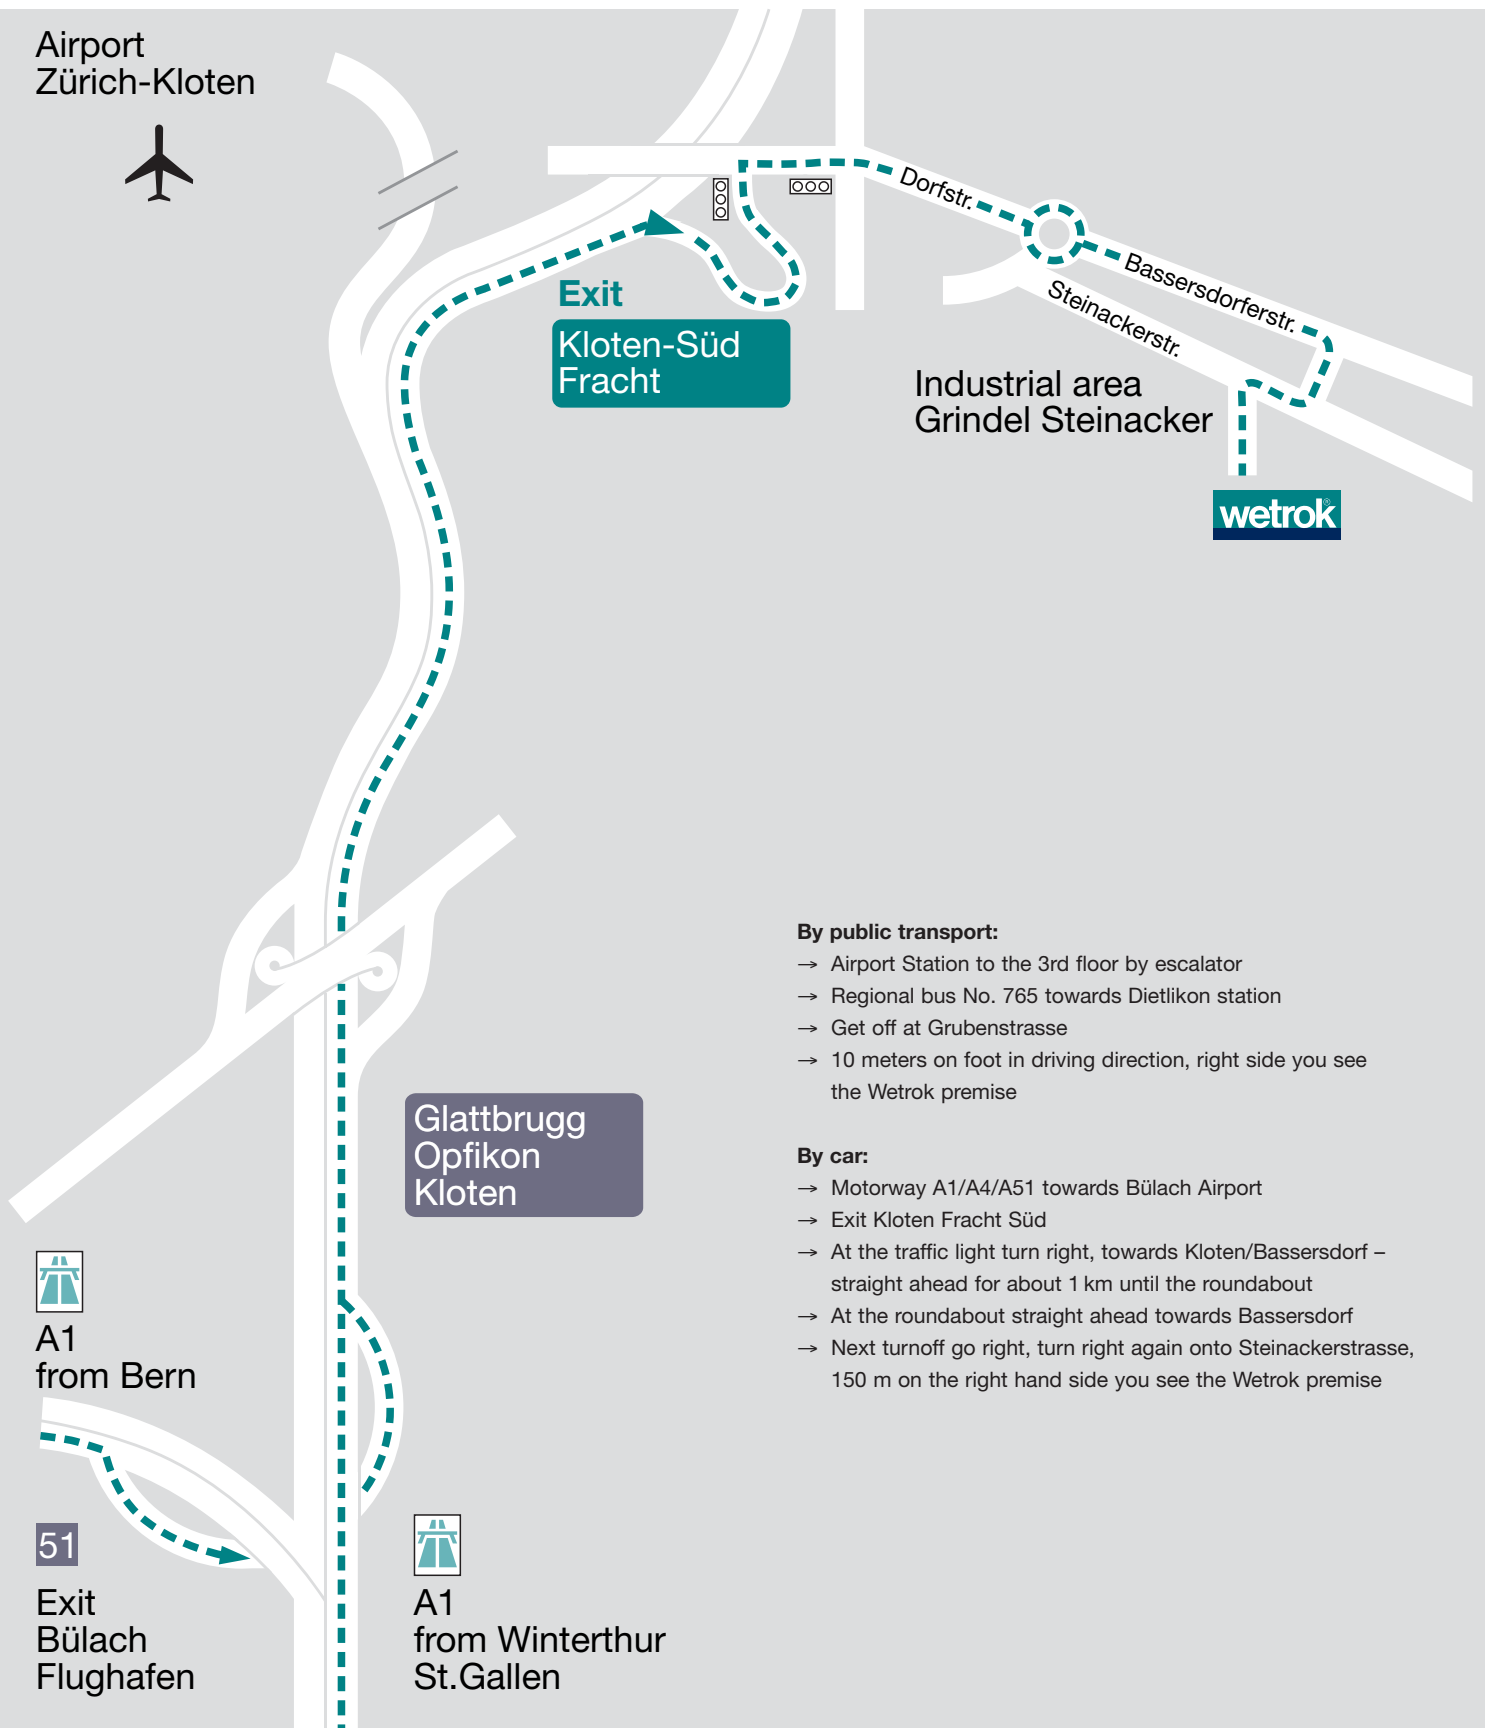 Airport
Zürich-Kloten
Dorfstr.
Bassersdorferstr.
Steinackerstr.
Exit
Kloten-Süd
Fracht
Industrial area
Grindel Steinacker
wetrok®
By public transport:
→ Airport Station to the 3rd floor by escalator
→ Regional bus No. 765 towards Dietlikon station
→ Get off at Grubenstrasse
→ 10 meters on foot in driving direction, right side you see
the Wetrok premise
Glattbrugg
Opfikon
Kloten
By car:
→ Motorway A1/A4/A51 towards Bülach Airport
→ Exit Kloten Fracht Süd
→ At the traffic light turn right, towards Kloten/Bassersdorf –
straight ahead for about 1 km until the roundabout
→ At the roundabout straight ahead towards Bassersdorf
→ Next turnoff go right, turn right again onto Steinackerstrasse,
150 m on the right hand side you see the Wetrok premise
A1
from Bern
51
Exit
Bülach
Flughafen
A1
from Winterthur
St.Gallen